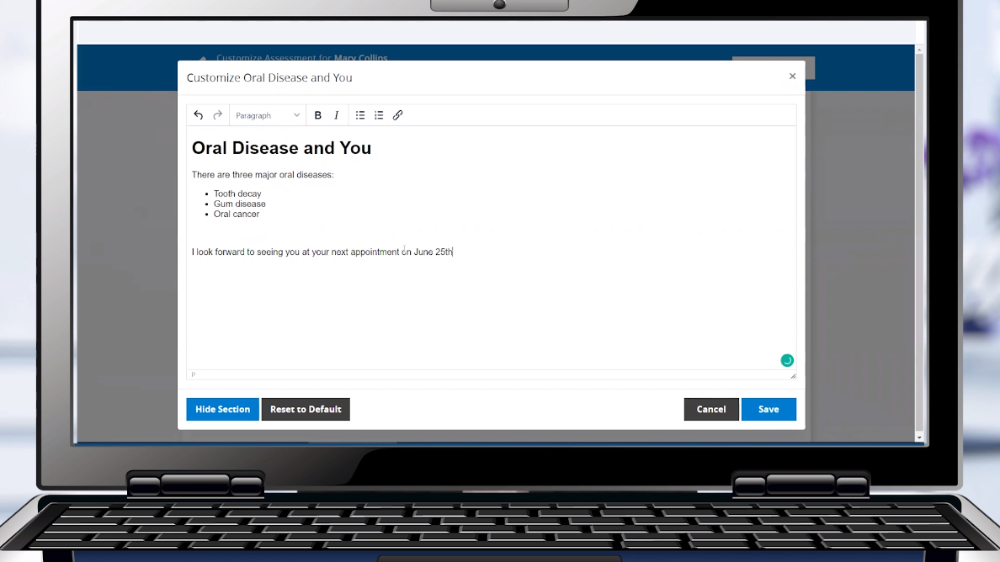 Customize Assessment for Mary Collins
Customize Oral Disease and You
Paragraph
B I
Oral Disease and You
There are three major oral diseases:
Tooth decay
Gum disease
Oral cancer
I look forward to seeing you at your next appointment on June 25th
P
Hide Section Reset to Default Cancel Save